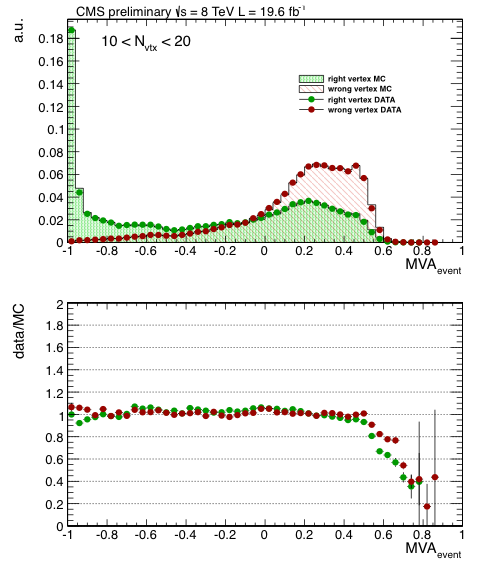 CMS preliminary √s = 8 TeV L = 19.6 fb⁻¹
a.u.
10 < Nvtx < 20
right vertex MC
wrong vertex MC
right vertex DATA
wrong vertex DATA
0.18
0.16
0.14
0.12
0.1
0.08
0.06
0.04
0.02
0
-1 -0.8 -0.6 -0.4 -0.2 0 0.2 0.4 0.6 0.8 1
MVAevent
data/MC
2
1.8
1.6
1.4
1.2
1
0.8
0.6
0.4
0.2
0
-1 -0.8 -0.6 -0.4 -0.2 0 0.2 0.4 0.6 0.8 1
MVAevent